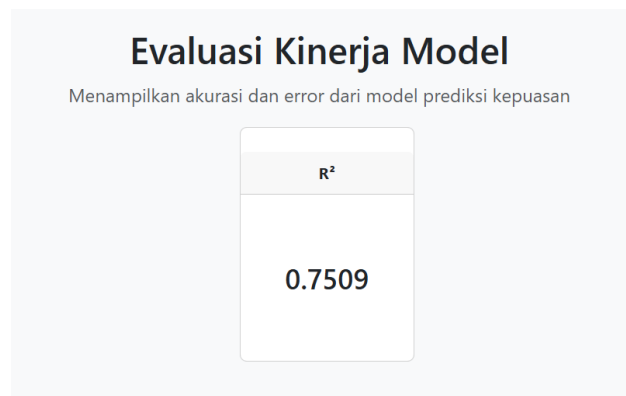 Evaluasi Kinerja Model
Menampilkan akurasi dan error dari model prediksi kepuasan
R²
0.7509